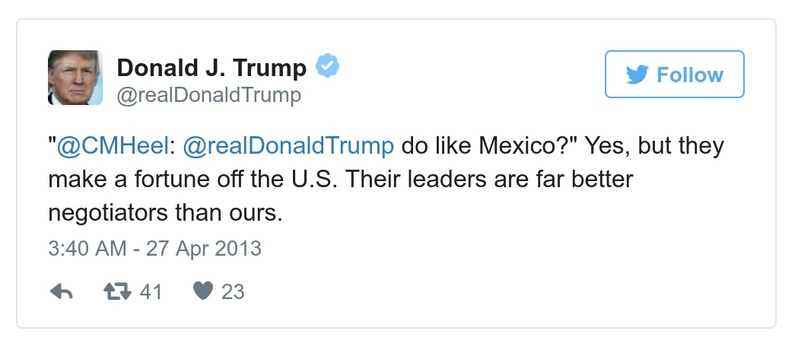 Donald J. Trump
@realDonaldTrump
Follow
"@CMHeel: @realDonaldTrump do like Mexico?" Yes, but they
make a fortune off the U.S. Their leaders are far better
negotiators than ours.
3:40 AM - 27 Apr 2013
41 23